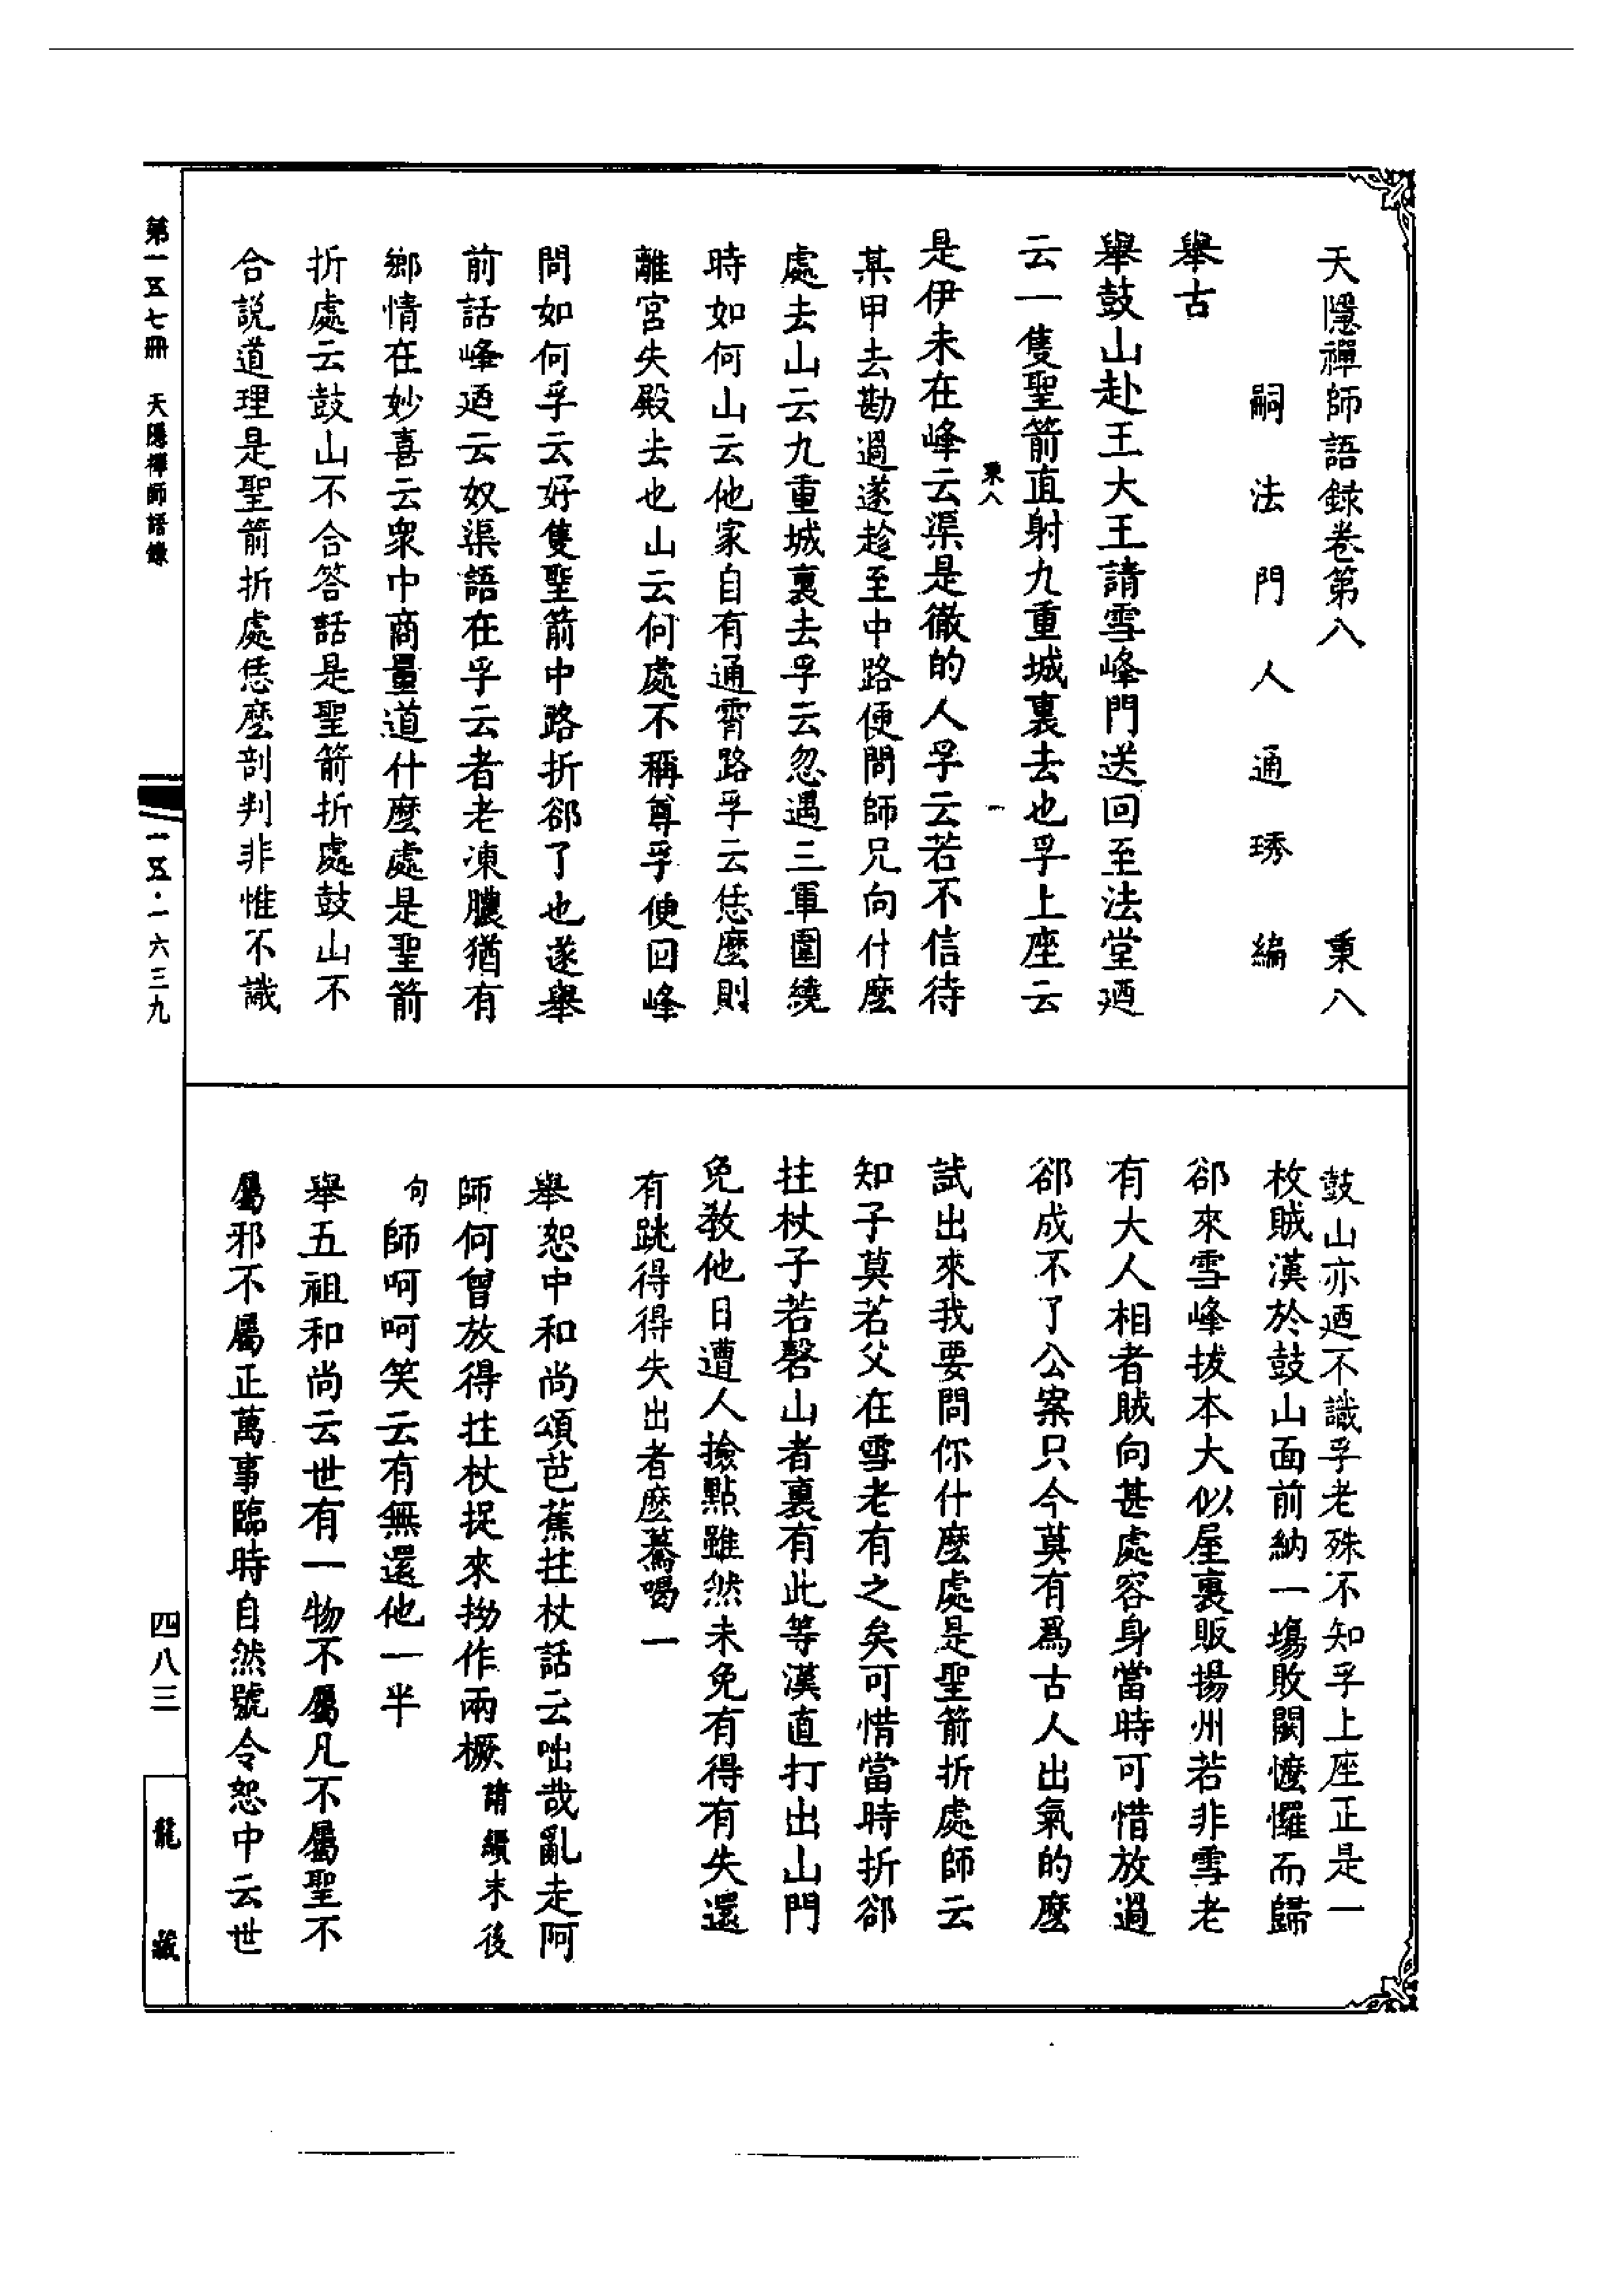 天隱禪師語録卷第八 秉八
嗣法門人通琇編
舉古
舉鼓山赴王大王請雪峰門送回至法堂迺
云一隻聖箭直射九重城裏去也孚上座云
秉八 一
是伊未在峰云渠是徹的人孚云若不信待
某甲去勘過遂趁至中路便問師兄向什麽
處去山云九重城裏去孚云忽遇三軍圍繞
時如何山云他家自有通霄路孚云恁麽則
離宮失殿去也山云何處不稱尊孚便回峰
問如何孚云好隻聖箭中路折郤了也遂舉
前話峰迺云奴渠語在孚云者老凍膿猶有
鄉情在妙喜云衆中商量道什麽處是聖箭
折處云鼓山不合答話是聖箭折處鼓山不
合説道理是聖箭折處恁麽剖判非惟不識
鼓山亦迺不識孚老殊不知孚上座正是一
枚賊漢於鼓山面前納一塲敗闕懡㦬而歸
郤來雪峰拔本大似屋裏販揚州若非雪老
有大人相者賊向甚處容身當時可惜放過
郤成不了公案只今莫有爲古人出氣的麽
試出來我要問你什麽處是聖箭折處師云
知子莫若父在雪老有之矣可惜當時折郤
拄杖子若磬山者裏有此等漢直打出山門
免教他日遭人撿點雖然未免有得有失還
有跳得得失出者麽驀喝一
舉恕中和尚頌芭蕉拄杖話云咄哉亂走阿
師何曾放得拄杖捉來拗作兩橛請續末後
句師呵呵笑云有無還他一半
舉五祖和尚云世有一物不屬凡不屬聖不
屬邪不屬正萬事臨時自然號令恕中云世
第一五七冊 天隱禪師語錄
一五·一六三九
四八三
龍藏